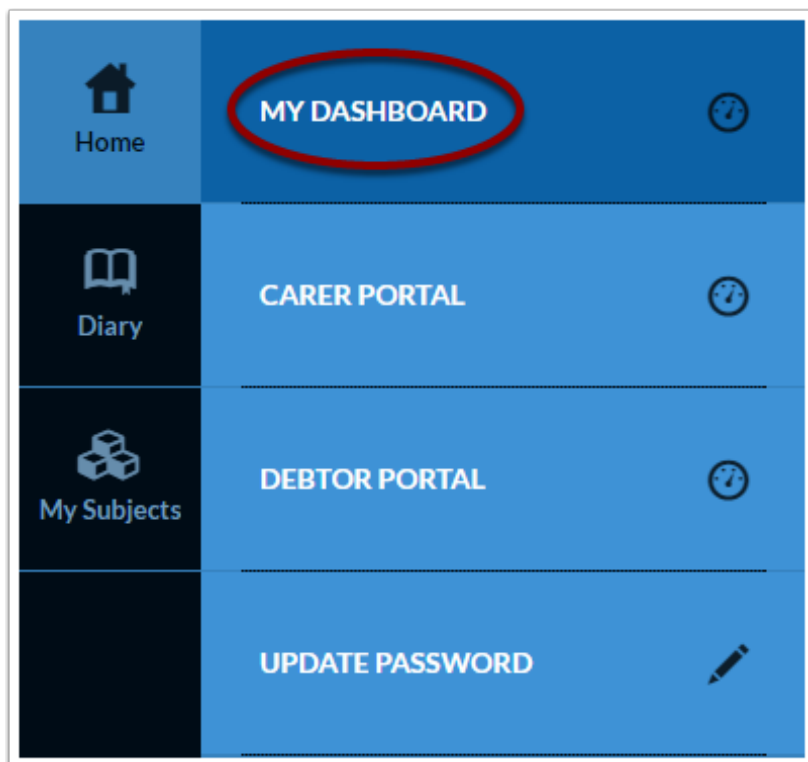 Home
MY DASHBOARD
Diary
CARER PORTAL
My Subjects
DEBTOR PORTAL
UPDATE PASSWORD